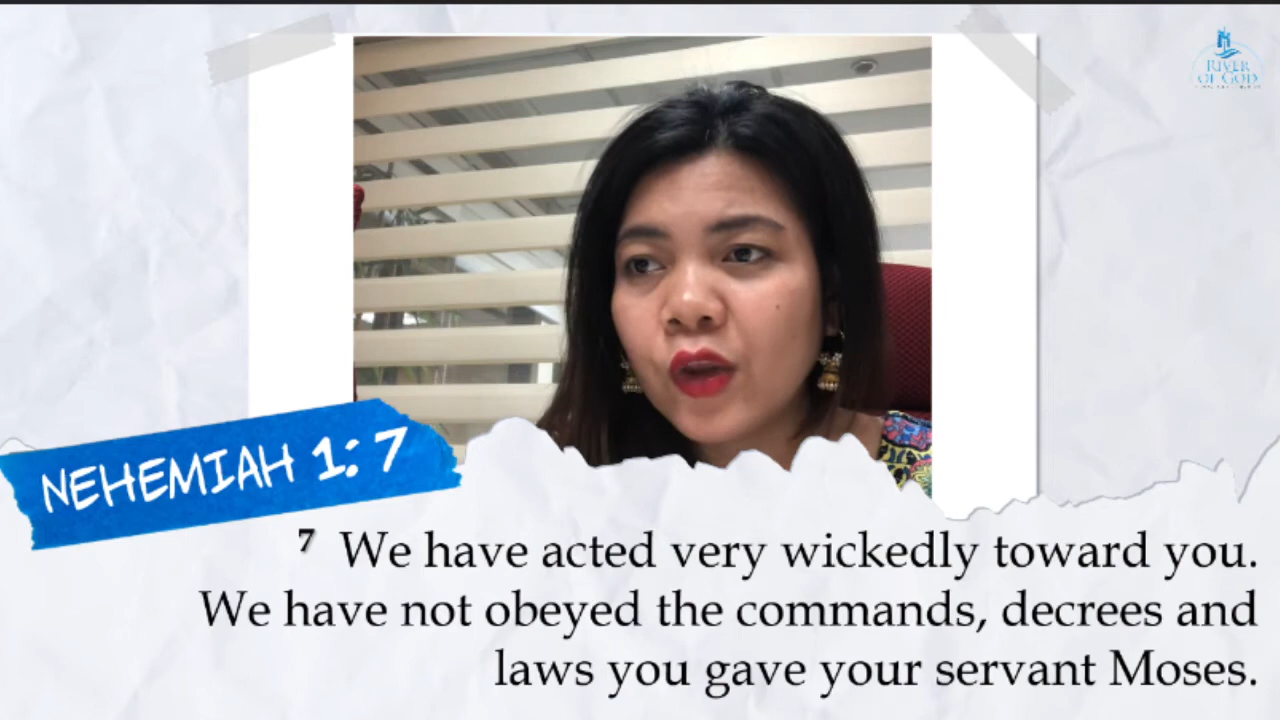 RIVER
OF GOD
NEHEMIAH 1:7
7 We have acted very wickedly toward you.
We have not obeyed the commands, decrees and
laws you gave your servant Moses.